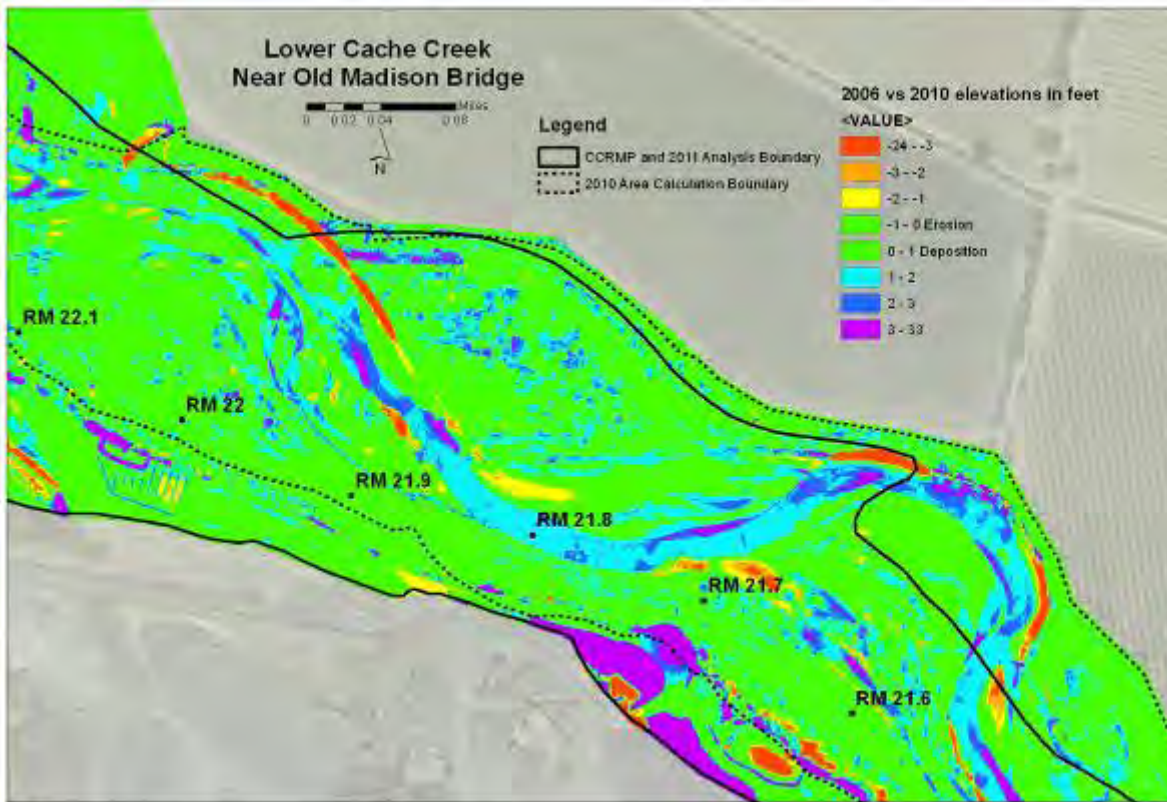 Lower Cache Creek
Near Old Madison Bridge
Miles
0 0.02 0.04 0.08
N
Legend
CCRMP and 2011 Analysis Boundary
2010 Area Calculation Boundary
2006 vs 2010 elevations in feet
<VALUE>
-24 - -3
-3 - -2
-2 - -1
-1 - 0 Erosion
0 - 1 Deposition
1 - 2
2 - 3
3 - 33
RM 22.1
RM 22
RM 21.9
RM 21.8
RM 21.7
RM 21.6